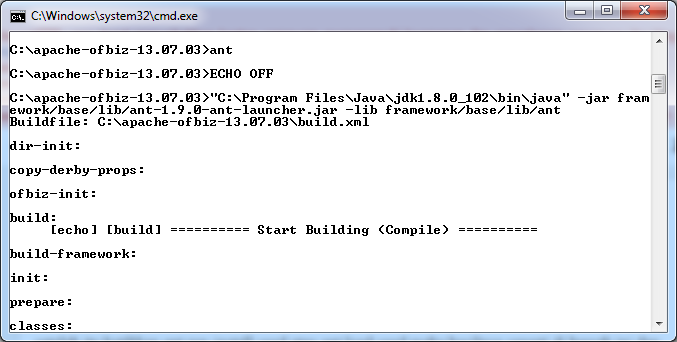 C:\Windows\system32\cmd.exe
C:\apache-ofbiz-13.07.03>ant
C:\apache-ofbiz-13.07.03>ECHO OFF
C:\apache-ofbiz-13.07.03>"C:\Program Files\Java\jdk1.8.0_102\bin\java" -jar fram
ework/base/lib/ant-1.9.0-ant-launcher.jar -lib framework/base/lib/ant
Buildfile: C:\apache-ofbiz-13.07.03\build.xml
dir-init:
copy-derby-props:
ofbiz-init:
build:
[echo] [build] ========== Start Building (Compile) ==========
build-framework:
init:
prepare:
classes: